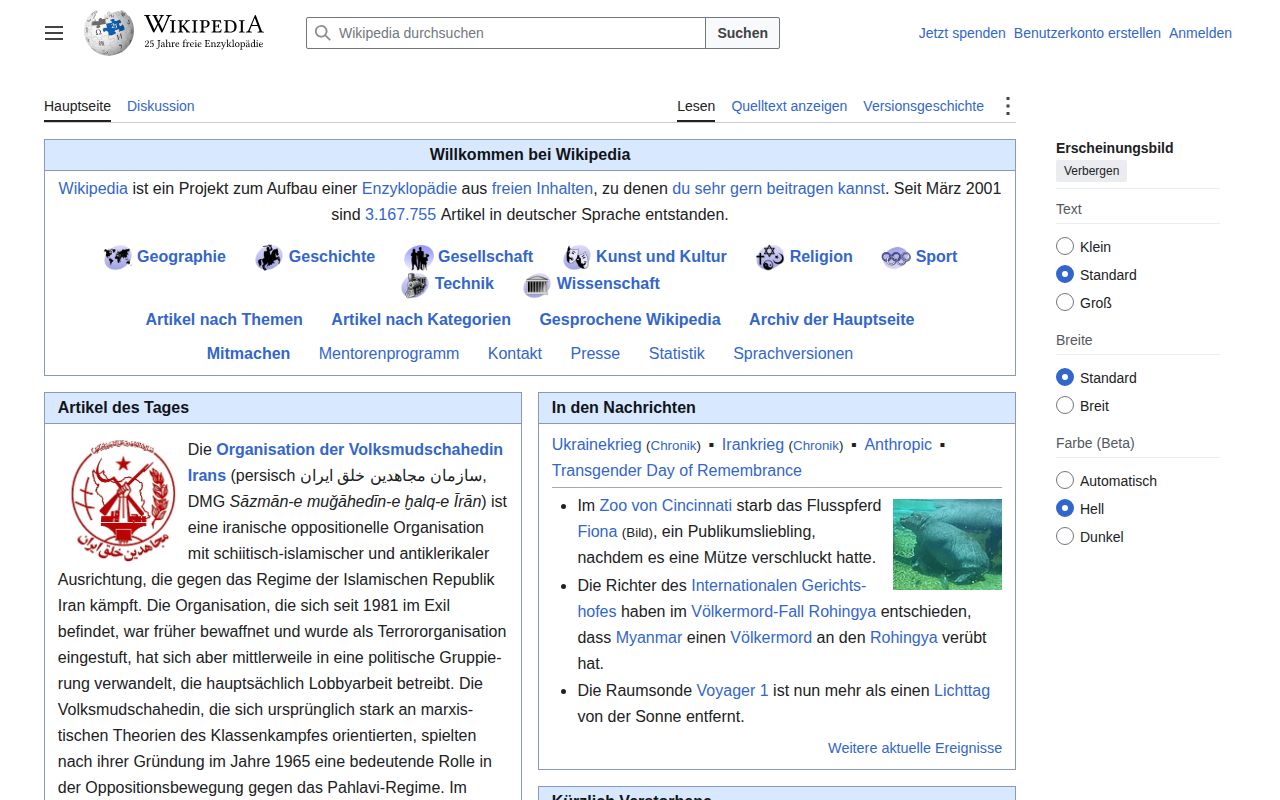 WIKIPEDIA
25 Jahre freie Enzyklopädie
Wikipedia durchsuchen
Suchen
Jetzt spenden Benutzerkonto erstellen Anmelden
Hauptseite Diskussion
Lesen Quelltext anzeigen Versionsgeschichte
Willkommen bei Wikipedia
Wikipedia ist ein Projekt zum Aufbau einer Enzyklopädie aus freien Inhalten, zu denen du sehr gern beitragen kannst. Seit März 2001
sind 3.167.755 Artikel in deutscher Sprache entstanden.
Geographie Geschichte Gesellschaft Kunst und Kultur Religion Sport
Technik Wissenschaft
Artikel nach Themen Artikel nach Kategorien Gesprochene Wikipedia Archiv der Hauptseite
Mitmachen Mentorenprogramm Kontakt Presse Statistik Sprachversionen
Artikel des Tages
Die Organisation der Volksmudschahedin
Irans (persisch سازمان مجاهدین خلق ایران,
DMG Sāzmān-e muǧāhedīn-e ḫalq-e Īrān) ist
eine iranische oppositionelle Organisation
mit schiitisch-islamischer und antiklerikaler
Ausrichtung, die gegen das Regime der Islamischen Republik
Iran kämpft. Die Organisation, die sich seit 1981 im Exil
befindet, war früher bewaffnet und wurde als Terrororganisation
eingestuft, hat sich aber mittlerweile in eine politische Gruppie-
rung verwandelt, die hauptsächlich Lobbyarbeit betreibt. Die
Volksmudschahedin, die sich ursprünglich stark an marxis-
tischen Theorien des Klassenkampfes orientierten, spielten
nach ihrer Gründung im Jahre 1965 eine bedeutende Rolle in
der Oppositionsbewegung gegen das Pahlavi-Regime. Im
مجاهدین خلق ایران
In den Nachrichten
Ukrainekrieg (Chronik) ▪ Irankrieg (Chronik) ▪ Anthropic ▪
Transgender Day of Remembrance
• Im Zoo von Cincinnati starb das Flusspferd
Fiona (Bild), ein Publikumsliebling,
nachdem es eine Mütze verschluckt hatte.
• Die Richter des Internationalen Gerichts-
hofes haben im Völkermord-Fall Rohingya entschieden,
dass Myanmar einen Völkermord an den Rohingya verübt
hat.
• Die Raumsonde Voyager 1 ist nun mehr als einen Lichttag
von der Sonne entfernt.
Weitere aktuelle Ereignisse
Kürzlich Verstorbene
Erscheinungsbild
Verbergen
Text
Klein
Standard
Groß
Breite
Standard
Breit
Farbe (Beta)
Automatisch
Hell
Dunkel